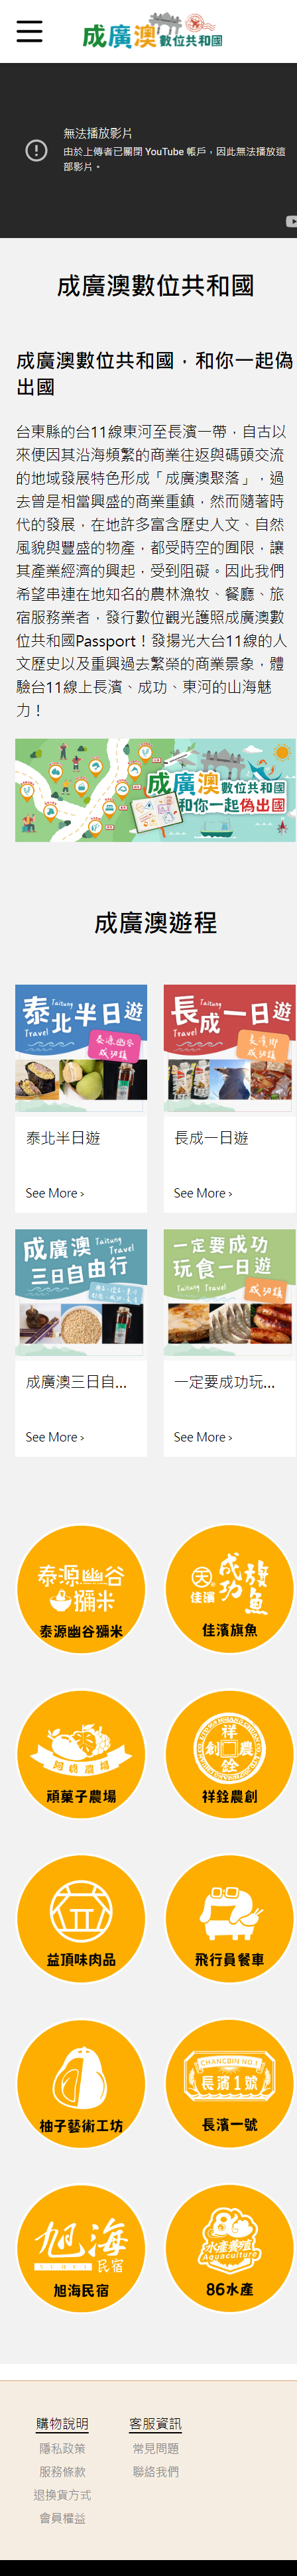 成廣澳數位共和國
無法播放影片
由於上傳者已關閉 YouTube 帳戶，因此無法播放這
部影片。
成廣澳數位共和國
成廣澳數位共和國，和你一起偽
出國
台東縣的台11線東河至長濱一帶，自古以
來便因其沿海頻繁的商業往返與碼頭交流
的地域發展特色形成「成廣澳聚落」，過
去曾是相當興盛的商業重鎮，然而隨著時
代的發展，在地許多富含歷史人文、自然
風貌與豐盛的物產，都受時空的囿限，讓
其產業經濟的興起，受到阻礙。因此我們
希望串連在地知名的農林漁牧、餐廳、旅
宿服務業者，發行數位觀光護照成廣澳數
位共和國Passport！發揚光大台11線的人
文歷史以及重興過去繁榮的商業景象，體
驗台11線上長濱、成功、東河的山海魅
力！
成廣澳數位共和國
和你一起偽出國
成廣澳遊程
泰北半日遊
Taitung
Travel
泰源幽谷
成功鎮
長成一日遊
Taitung
Travel
長濱鄉
成功鎮
泰北半日遊
長成一日遊
See More >
See More >
成廣澳
Taitung
Travel
三日自由行
一定要成功
Taitung
Travel
玩食一日遊
成功鎮
成廣澳三日自...
一定要成功玩...
See More >
See More >
泰源幽谷
獼米
泰源幽谷獼米
佳濱
成功旗魚
佳濱旗魚
頑菓子農場
祥銓農創
祥銓農創
益頂味肉品
飛行員餐車
柚子藝術工坊
CHANGBIN NO.1
長濱1號
長濱一號
旭海
民宿
旭海民宿
水產養殖
Aquaculture
86水產
購物說明
客服資訊
隱私政策
常見問題
服務條款
聯絡我們
退換貨方式
會員權益